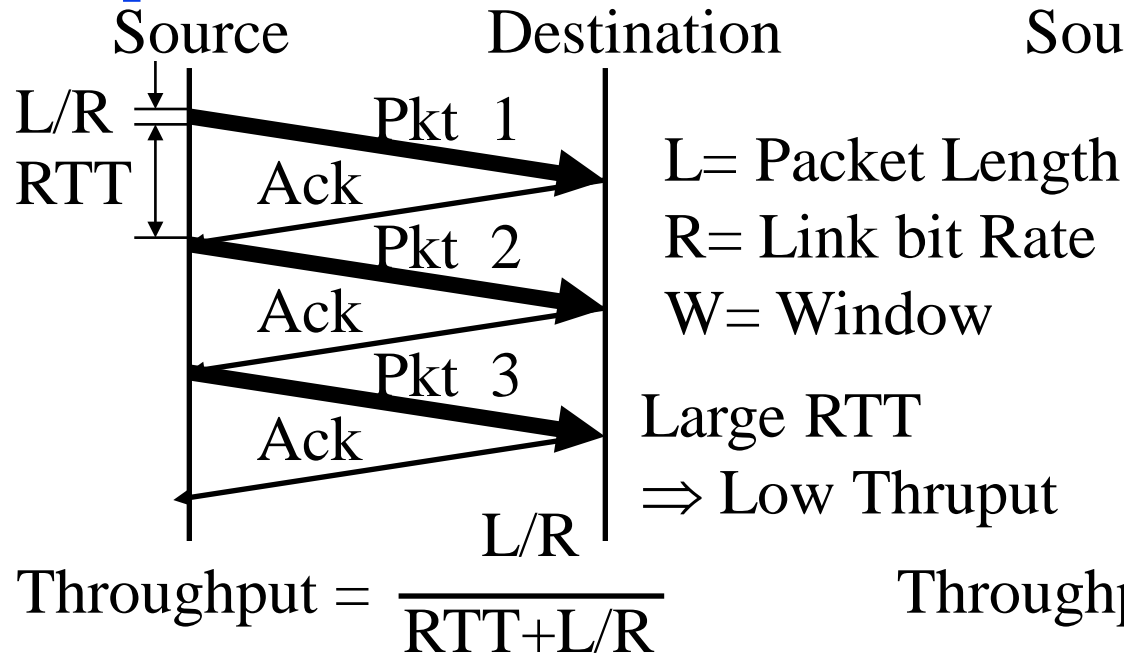 Source
Destination
Sou
L/R
RTT
Pkt 1
Ack
Pkt 2
Ack
Pkt 3
Ack
L= Packet Length
R= Link bit Rate
W= Window
Large RTT
⇒ Low Thruput
Throughput =
L/R
RTT+L/R
Throughp